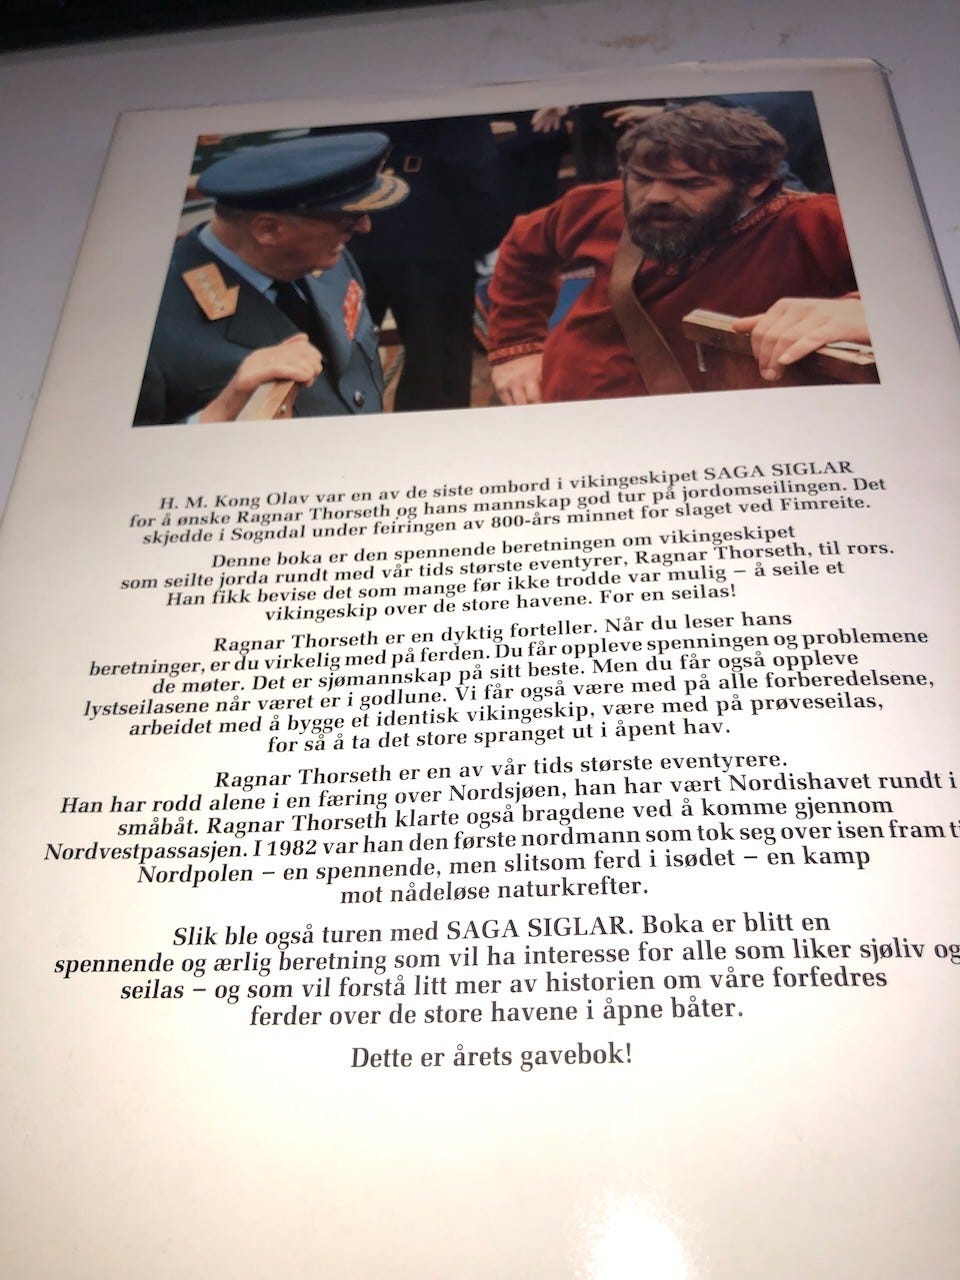 H. M. Kong Olav var en av de siste ombord i vikingeskipet SAGA SIGLAR
for å ønske Ragnar Thorseth og hans mannskap god tur på jordomseilingen. Det
skjedde i Sogndal under feiringen av 800-års minnet for slaget ved Fimreite.
Denne boka er den spennende beretningen om vikingeskipet
som seilte jorda rundt med vår tids største eventyrer, Ragnar Thorseth, til rors.
Han fikk bevise det som mange før ikke trodde var mulig – å seile et
vikingeskip over de store havene. For en seilas!
Ragnar Thorseth er en dyktig forteller. Når du leser hans
beretninger, er du virkelig med på ferden. Du får oppleve spenningen og problemene
de møter. Det er sjømannskap på sitt beste. Men du får også oppleve
lystseilasene når været er i godlune. Vi får også være med på alle forberedelsene,
arbeidet med å bygge et identisk vikingeskip, være med på prøveseilas,
for så å ta det store spranget ut i åpent hav.
Ragnar Thorseth er en av vår tids største eventyrere.
Han har rodd alene i en færing over Nordsjøen, han har vært Nordishavet rundt i
småbåt. Ragnar Thorseth klarte også bragdene ved å komme gjennom
Nordvestpassasjen. I 1982 var han den første nordmann som tok seg over isen fram ti
Nordpolen – en spennende, men slitsom ferd i isødet – en kamp
mot nådeløse naturkrefter.
Slik ble også turen med SAGA SIGLAR. Boka er blitt en
spennende og ærlig beretning som vil ha interesse for alle som liker sjøliv og
seilas – og som vil forstå litt mer av historien om våre forfedres
ferder over de store havene i åpne båter.
Dette er årets gavebok!